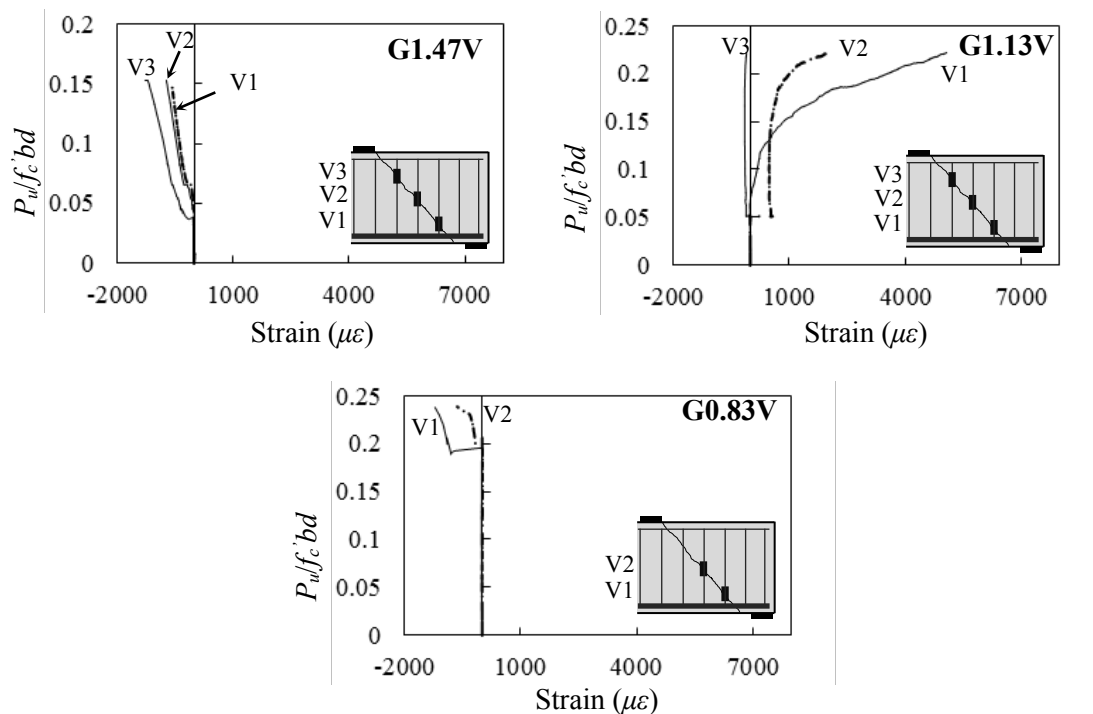 G1.47V
P_u/f_c'bd
0.2
0.15
0.1
0.05
0
-2000 1000 4000 7000
Strain (με)
V2
V3
V1
V3
V2
V1
G1.13V
P_u/f_c'bd
0.25
0.2
0.15
0.1
0.05
0
-2000 1000 4000 7000
Strain (με)
V3
V2
V1
V3
V2
V1
G0.83V
P_u/f_c'bd
0.25
0.2
0.15
0.1
0.05
0
-2000 1000 4000 7000
Strain (με)
V1
V2
V2
V1